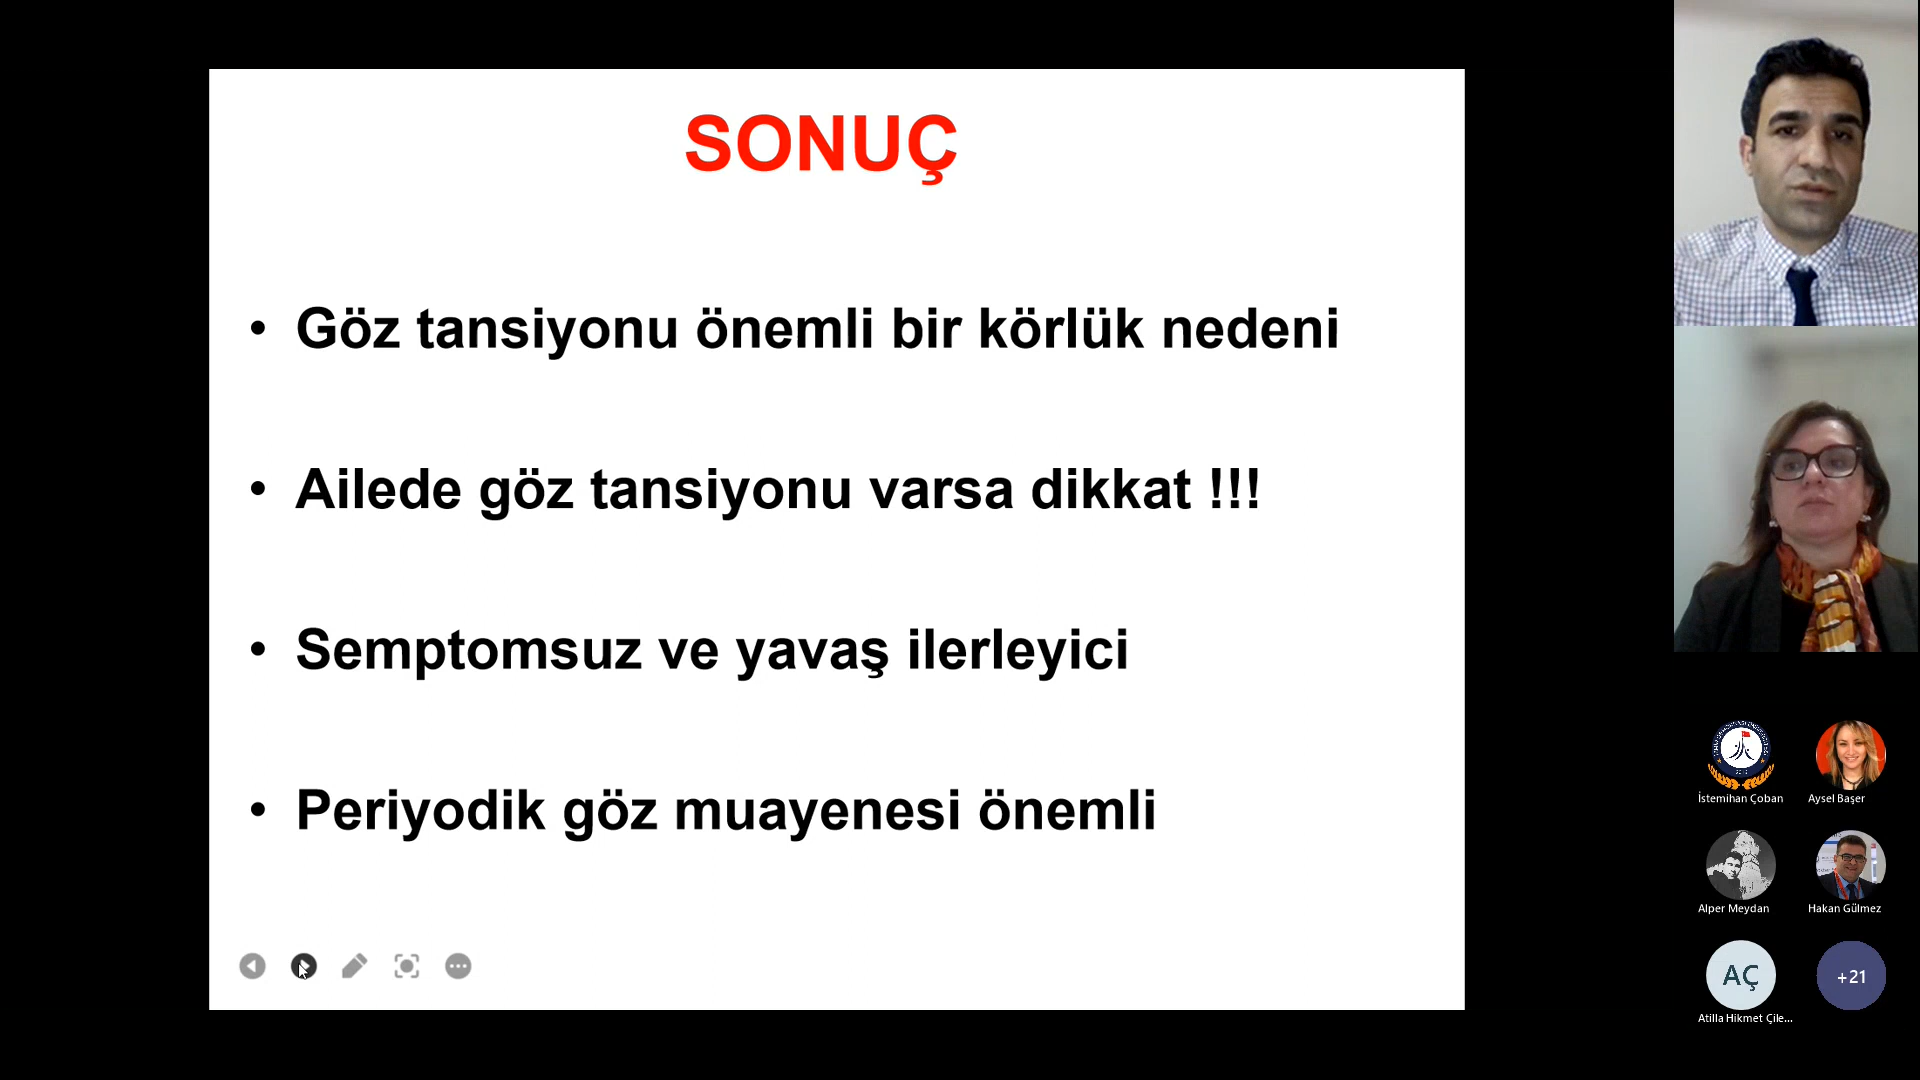 SONUÇ
• Göz tansiyonu önemli bir körlük nedeni
• Ailede göz tansiyonu varsa dikkat !!!
• Semptomsuz ve yavaş ilerleyici
• Periyodik göz muayenesi önemli
İstemihan Çoban
Aysel Başer
Alper Meydan
Hakan Gülmez
AÇ
+21
Atilla Hikmet Çile...